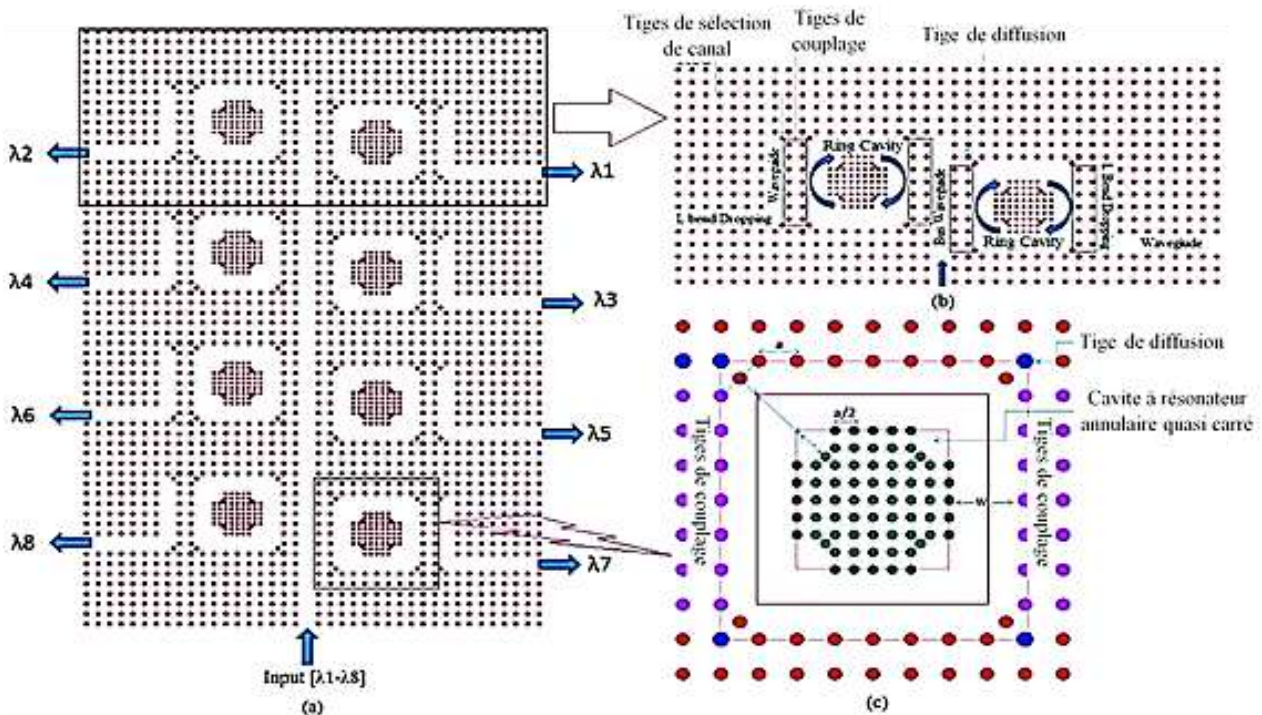 λ2
λ1
λ4
λ3
λ6
λ5
λ8
λ7
Input [λ1-λ8]
(a)
Tiges de sélection
de canal
Tiges de
couplage
Tige de diffusion
Ring Cavity
Waveguide
L bend Dropping
Bus Waveguide
Ring Cavity
L Bend Dropping
Waveguide
(b)
a
Tige de diffusion
Cavite à résonateur
annulaire quasi carré
a/2
w
Tiges de couplage
Tiges de couplage
(c)